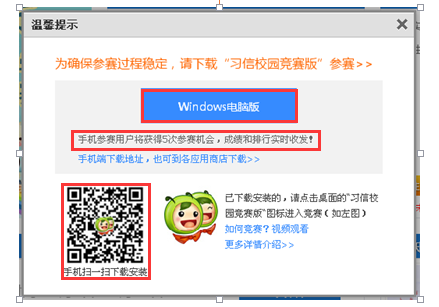 温馨提示
为确保参赛过程稳定，请下载“习信校园竞赛版”参赛>>
Windows电脑版
手机参赛用户将获得5次参赛机会，成绩和排行实时收发!
手机端下载地址，也可到各应用商店下载>>
已下载安装的，请点击桌面的“习信校
园竞赛版”图标进入竞赛（如左图）
如何竞赛？视频观看
更多详情介绍>>
手机扫一扫下载安装